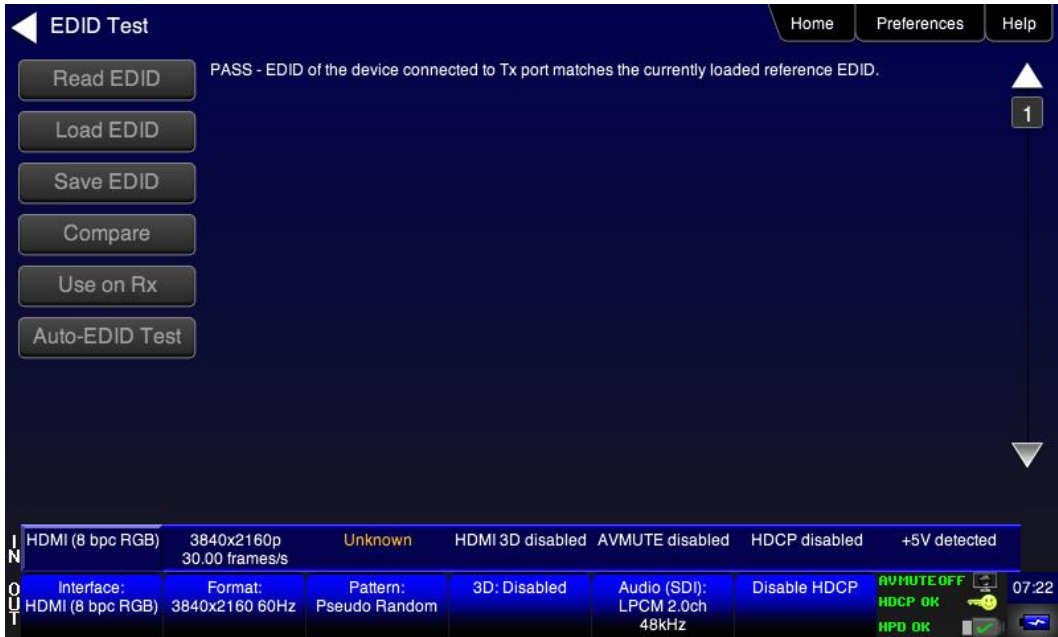 EDID Test
Home
Preferences
Help
Read EDID
PASS - EDID of the device connected to Tx port matches the currently loaded reference EDID.
1
Load EDID
Save EDID
Compare
Use on Rx
Auto-EDID Test
IN
HDMI (8 bpc RGB)
3840x2160p
30.00 frames/s
Unknown
HDMI 3D disabled
AVMUTE disabled
HDCP disabled
+5V detected
OUT
Interface:
HDMI (8 bpc RGB)
Format:
3840x2160 60Hz
Pattern:
Pseudo Random
3D: Disabled
Audio (SDI):
LPCM 2.0ch
48kHz
Disable HDCP
AVMUTE OFF
HDCP OK
HPD OK
07:22